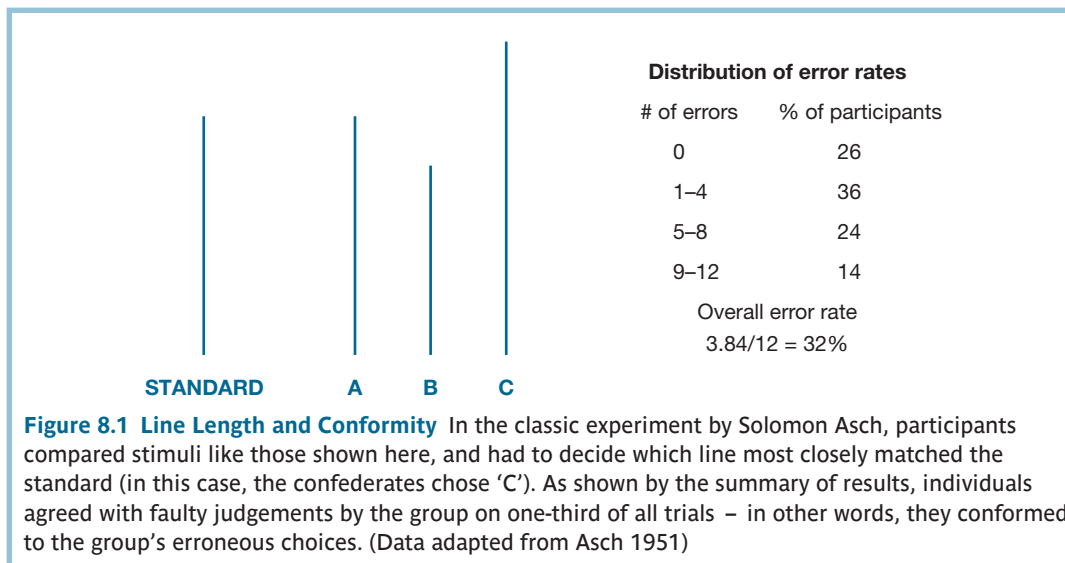 Distribution of error rates
# of errors % of participants
0 26
1–4 36
5–8 24
9–12 14
Overall error rate
3.84/12 = 32%
STANDARD A B C
Figure 8.1 Line Length and Conformity In the classic experiment by Solomon Asch, participants
compared stimuli like those shown here, and had to decide which line most closely matched the
standard (in this case, the confederates chose ‘C’). As shown by the summary of results, individuals
agreed with faulty judgements by the group on one-third of all trials – in other words, they conformed
to the group’s erroneous choices. (Data adapted from Asch 1951)